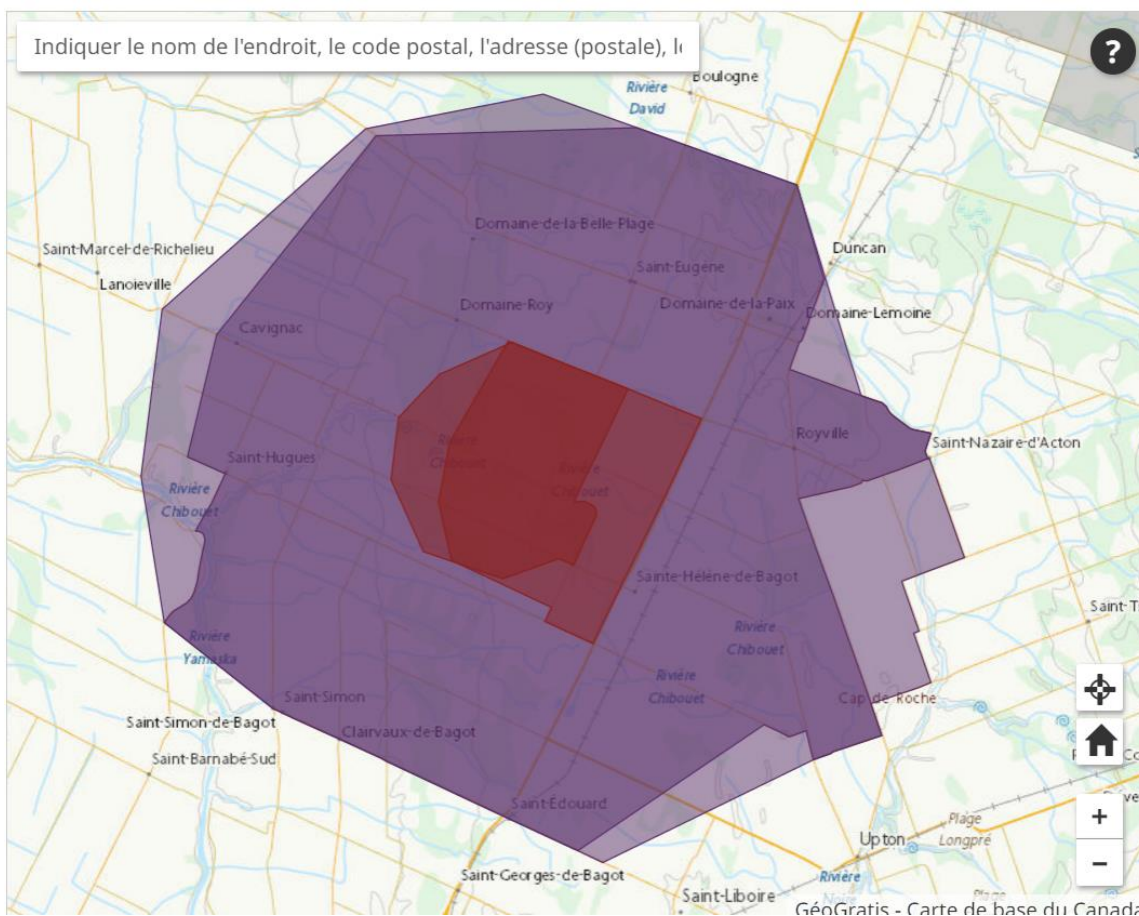 Indiquer le nom de l'endroit, le code postal, l'adresse (postale),
?
Boulogne
Rivière
David
Domaine-de-la-Belle-Plage
Saint-Marcel-de-Richelieu
Duncan
Saint-Eugène
Lanoieville
Domaine-Roy
Domaine-de-la-Paix
Domaine-Lemoine
Cavignac
Royville
Saint-Nazaire-d'Acton
Rivière
Chibouet
Saint-Hugues
Rivière
Chibouet
Rivière
Chibouet
Sainte-Hélène-de-Bagot
Rivière
Chibouet
Rivière
Yamaska
Rivière
Chibouet
Saint-Simon
Cap-de-Roche
Saint-Simon-de-Bagot
Clairvaux-de-Bagot
Saint-Barnabé-Sud
Saint-Édouard
+
Plage
Longpré
Upton
−
Saint-Georges-de-Bagot
Rivière
Noire
Saint-Liboire
Plage
GéoGratis - Carte de base du Canada